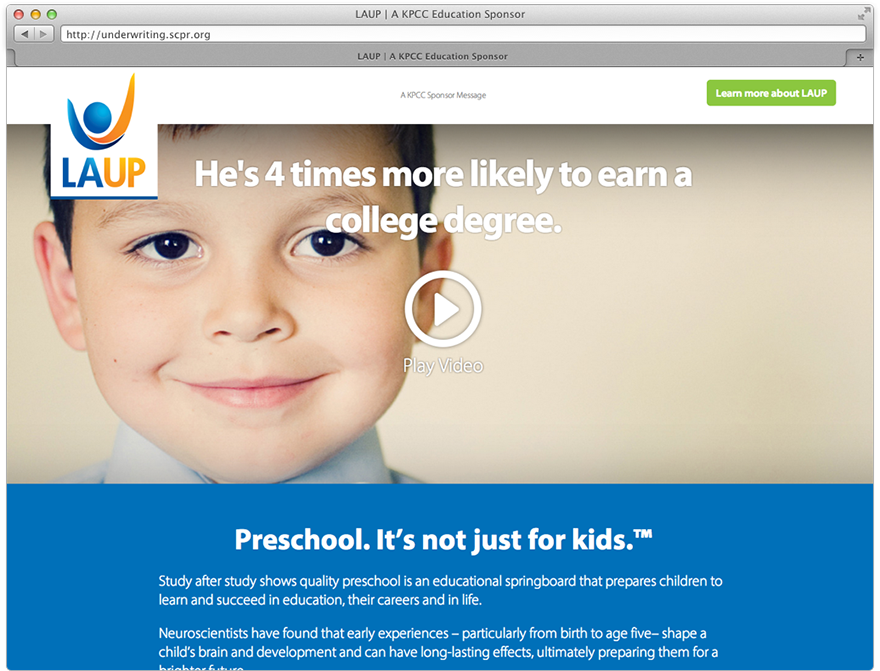 LAUP | A KPCC Education Sponsor
http://underwriting.scpr.org
LAUP | A KPCC Education Sponsor
+
LAUP
A KPCC Sponsor Message
Learn more about LAUP
He's 4 times more likely to earn a
college degree.
Play Video
Preschool. It’s not just for kids.™
Study after study shows quality preschool is an educational springboard that prepares children to
learn and succeed in education, their careers and in life.
Neuroscientists have found that early experiences – particularly from birth to age five– shape a
child’s brain and development and can have long-lasting effects, ultimately preparing them for a
brighter future.